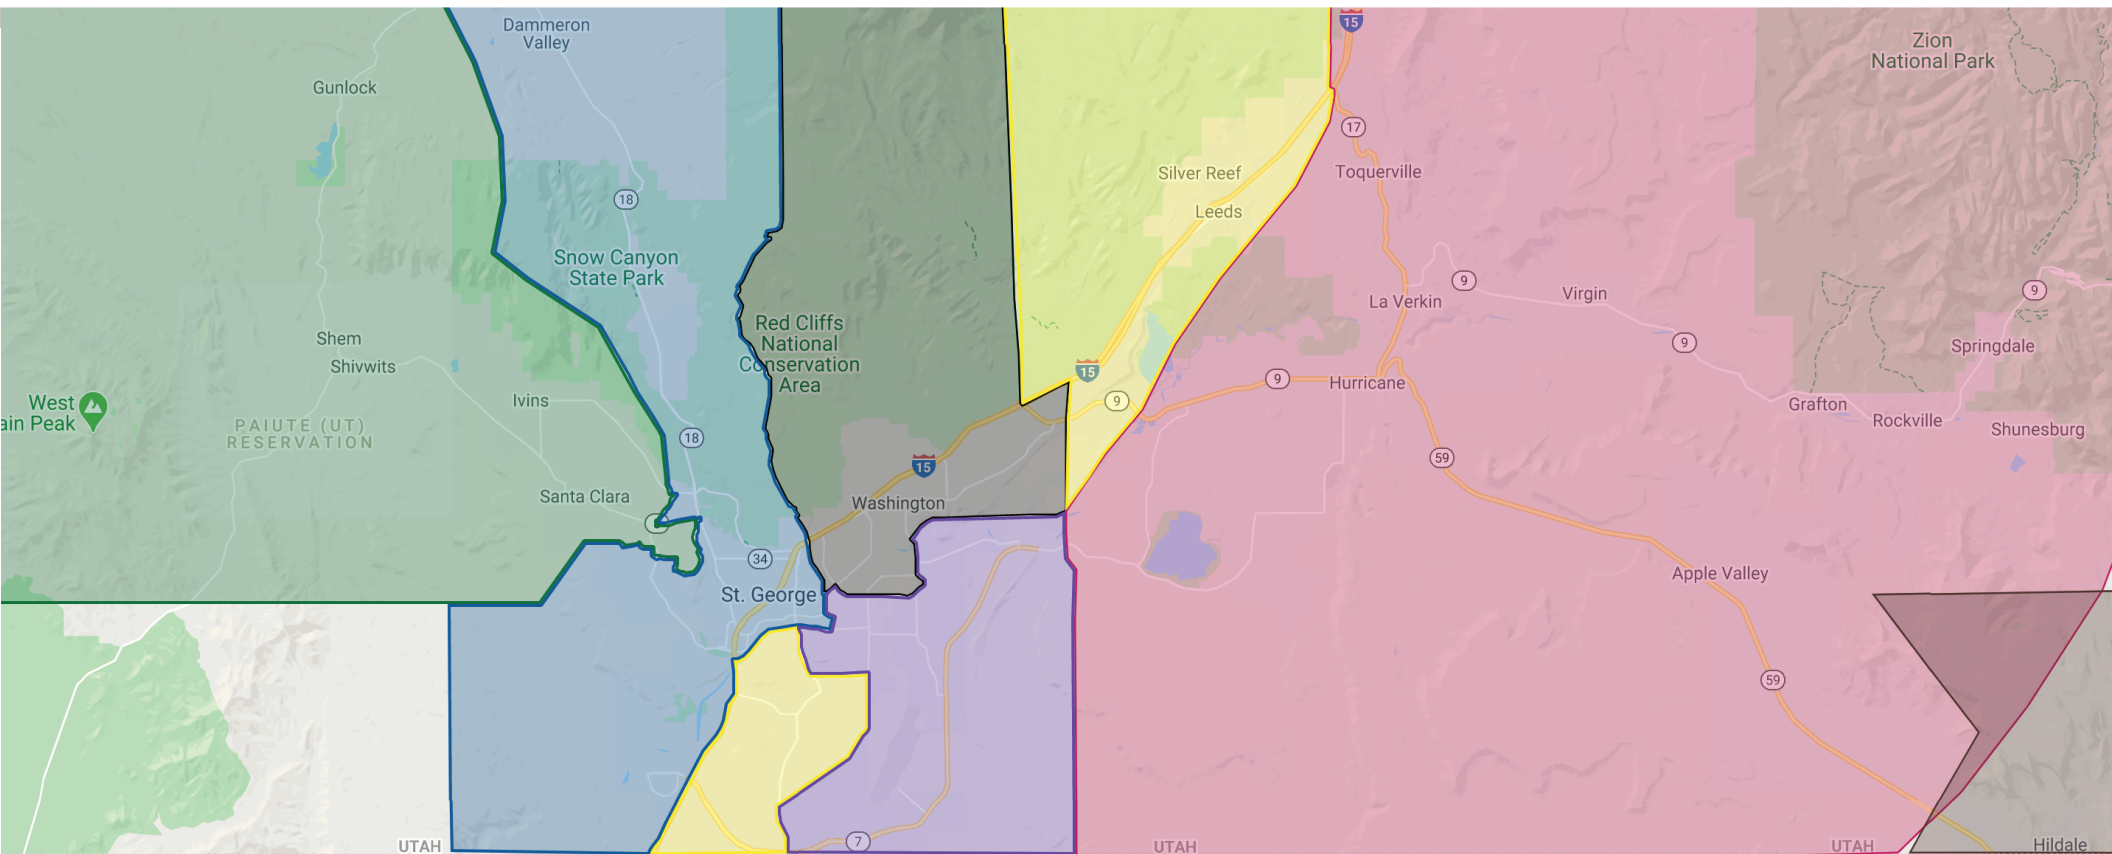 Dammeron
Valley
15
Zion
National Park
Gunlock
17
Silver Reef
Toquerville
18
Leeds
Snow Canyon
State Park
9
9
La Verkin
Virgin
Red Cliffs
National
Conservation
Area
Shem
Shivwits
9
Springdale
15
9
Hurricane
West
ain Peak
Ivins
9
Grafton
Rockville
Shunesburg
PAIUTE (UT)
RESERVATION
18
59
15
Santa Clara
Washington
34
St. George
Apple Valley
59
7
UTAH
UTAH
UTAH
Hildale